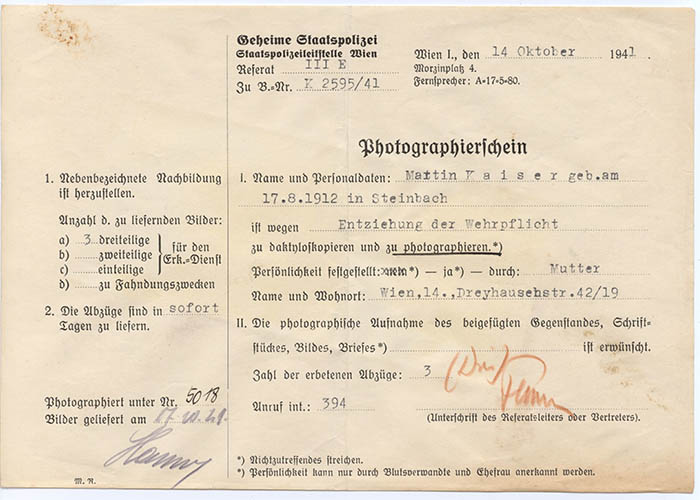 Geheime Staatspolizei
Staatspolizeileitstelle Wien
Referat III E
Zu B.-Nr. K 2595/41
Wien I., den 14 Oktober 1941
Morzinplatz 4.
Fernsprecher: A-17-5-80.
Photographierschein
1. Nebenbezeichnete Nachbildung
ist herzustellen.
Anzahl d. zu liefernden Bilder:
a) 3 dreiteilige
b) zweiteilige
c) einteilige
für den
Erk.-Dienst
d) zu Fahndungszwecken
2. Die Abzüge sind in sofort
Tagen zu liefern.
Photographiert unter Nr. 5018
Bilder geliefert am
M. R.
I. Name und Personaldaten: Martin K a i s e r geb.am
17.8.1912 in Steinbach
ist wegen Entziehung der Wehrpflicht
zu daktyloskopieren und zu photographieren.*)
Persönlichkeit festgestellt: *) — ja*) — durch: Mutter
Name und Wohnort: Wien,14.,Dreyhausehstr.42/19
II. Die photographische Aufnahme des beigefügten Gegenstandes, Schrift=
stückes, Bildes, Briefes*) ist erwünscht.
Zahl der erbetenen Abzüge: 3
Anruf int.: 394
(Unterschrift des Referatsleiters oder Vertreters).
*) Nichtzutreffendes streichen.
*) Persönlichkeit kann nur durch Blutsverwandte und Ehefrau anerkannt werden.